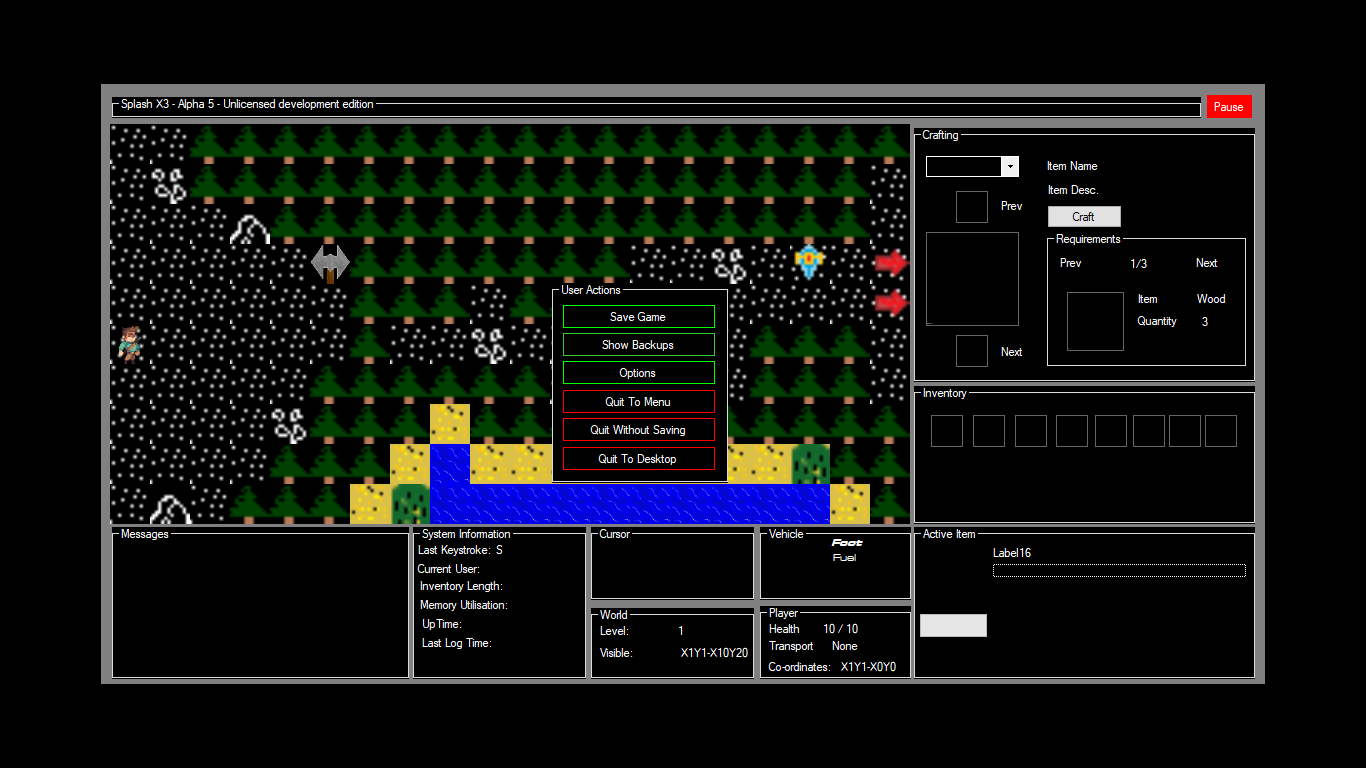 Splash X3 - Alpha 5 - Unlicensed development edition
Pause
Crafting
Item Name
Item Desc.
Prev
Craft
Requirements
Prev 1/3 Next
Item Wood
Quantity 3
Next
User Actions
Save Game
Show Backups
Options
Quit To Menu
Quit Without Saving
Quit To Desktop
Inventory
Messages
System Information
Last Keystroke: S
Current User:
Inventory Length:
Memory Utilisation:
UpTime:
Last Log Time:
Cursor
World
Level: 1
Visible: X1Y1-X10Y20
Vehicle
Foot
Fuel
Player
Health 10 / 10
Transport None
Co-ordinates: X1Y1-X0Y0
Active Item
Label16